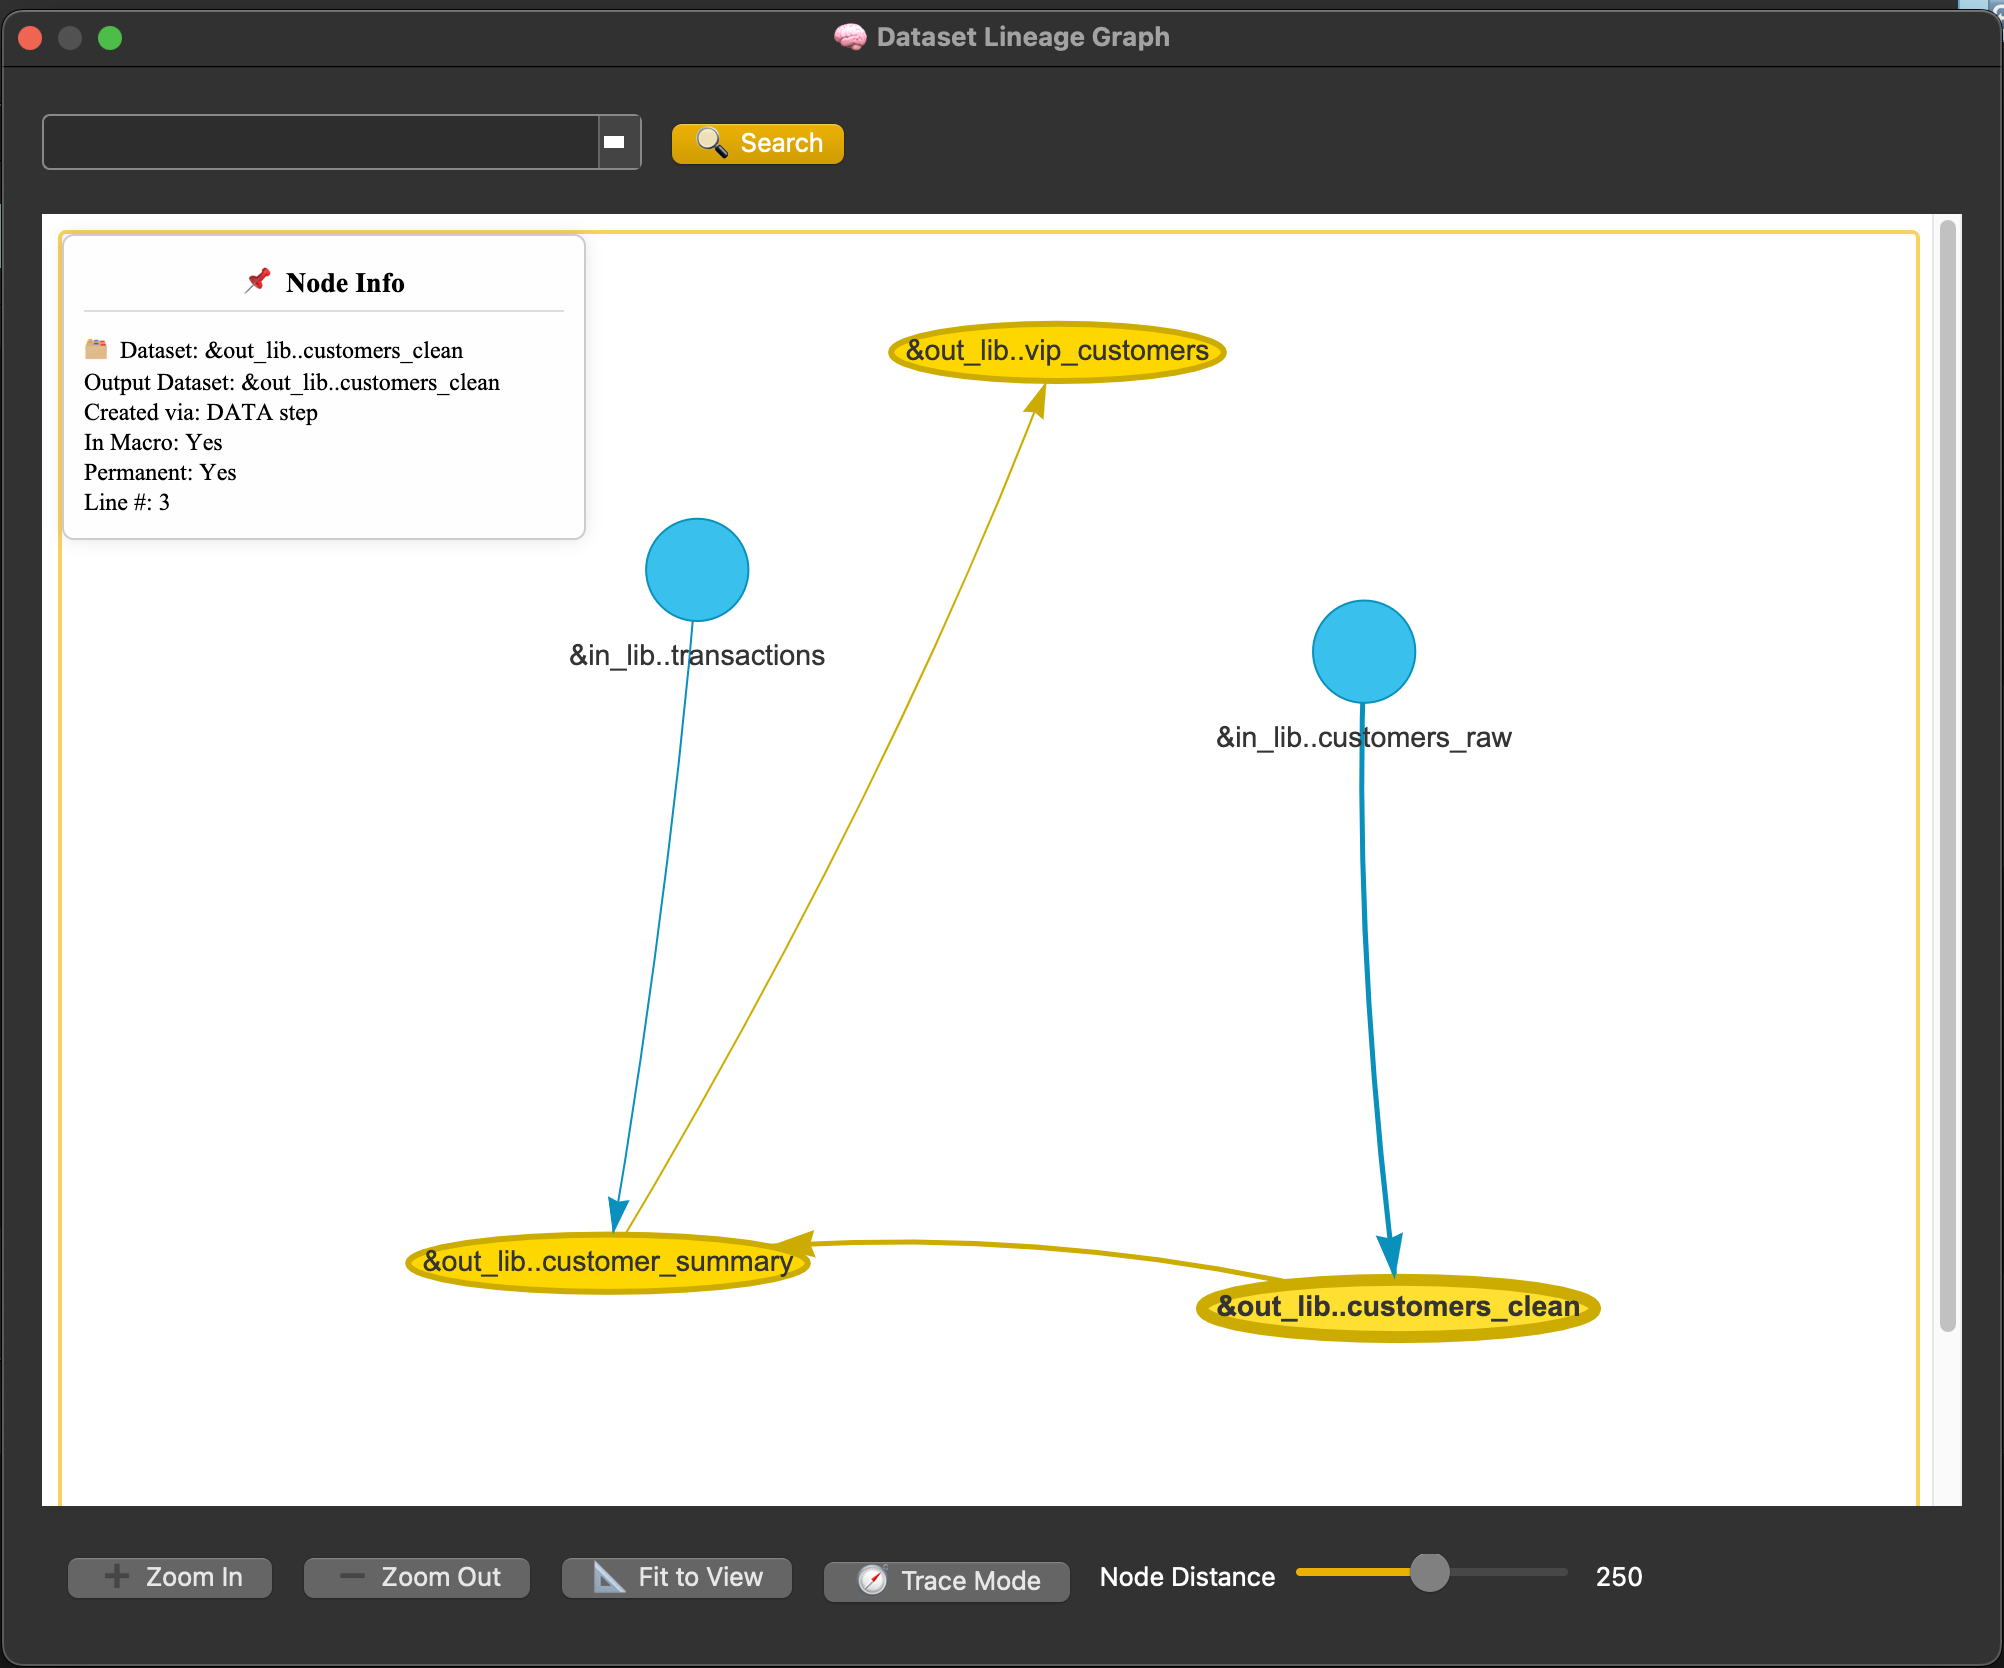 Dataset Lineage Graph
Search
Node Info
Dataset: &out_lib..customers_clean
Output Dataset: &out_lib..customers_clean
Created via: DATA step
In Macro: Yes
Permanent: Yes
Line #: 3
&out_lib..vip_customers
&in_lib..transactions
&in_lib..customers_raw
&out_lib..customer_summary
&out_lib..customers_clean
Zoom In
Zoom Out
Fit to View
Trace Mode
Node Distance
250